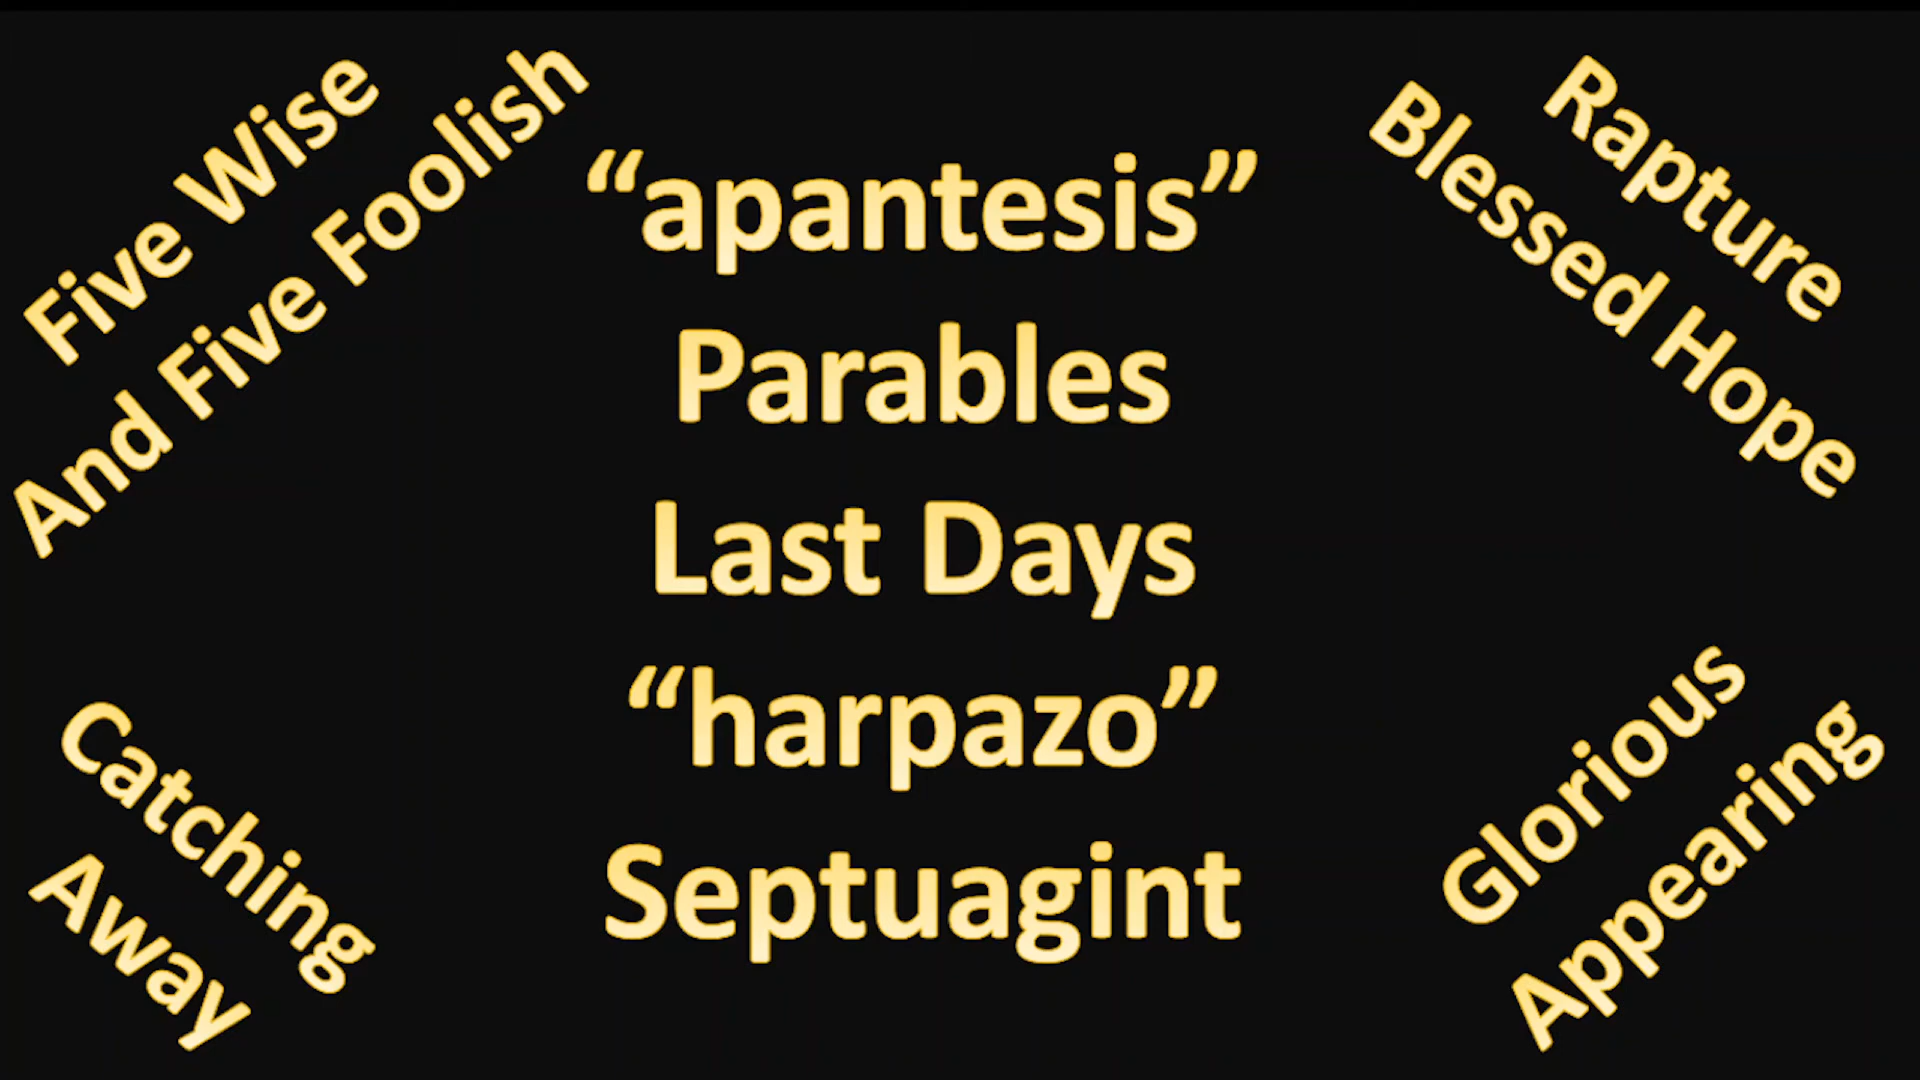 Five Wise
And Five Foolish
“apantesis”
Parables
Last Days
“harpazo”
Septuagint
Rapture
Blessed Hope
Catching
Away
Glorious
Appearing